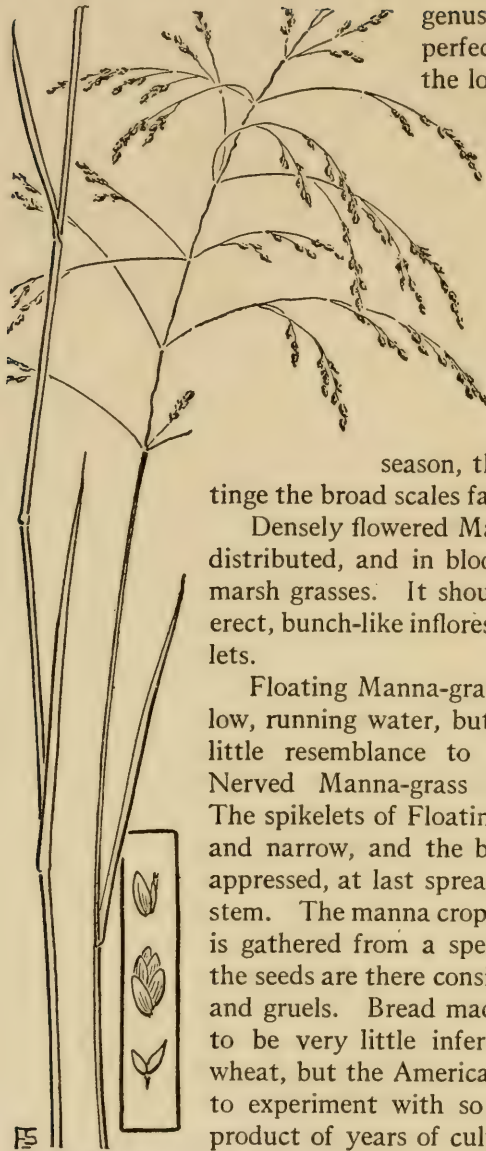 genus
perfec
the lo
season, th
tinge the broad scales fa
Densely flowered Ma
distributed, and in bloo
marsh grasses. It shou
erect, bunch-like inflores
lets.
Floating Manna-gra
low, running water, but
little resemblance to
Nerved Manna-grass
The spikelets of Floatin
and narrow, and the b
appressed, at last sprea
stem. The manna crop
is gathered from a spe
the seeds are there cons
and gruels. Bread mad
to be very little infer
wheat, but the America
to experiment with so
product of years of cul